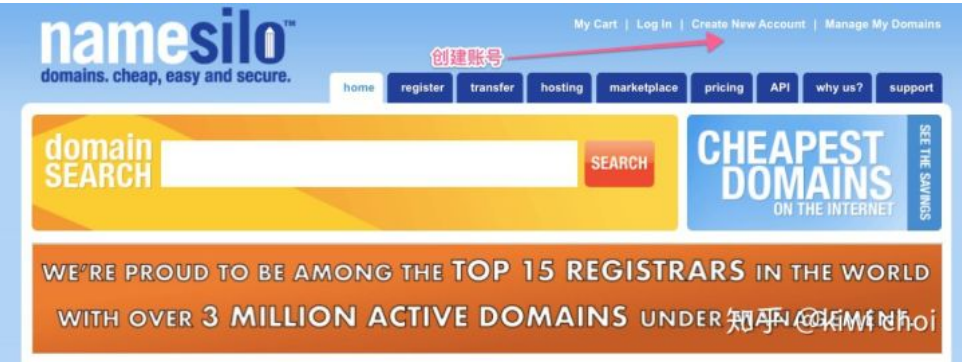 namesilo™
domains. cheap, easy and secure.
My Cart | Log In | Create New Account | Manage My Domains
创建账号
home register transfer hosting marketplace pricing API why us? support
domain
SEARCH
SEARCH
CHEAPEST
DOMAINS
ON THE INTERNET
SEE THE SAVINGS
WE'RE PROUD TO BE AMONG THE TOP 15 REGISTRARS IN THE WORLD
WITH OVER 3 MILLION ACTIVE DOMAINS UNDER MANAGEMENT.
知乎 @kiwi choi